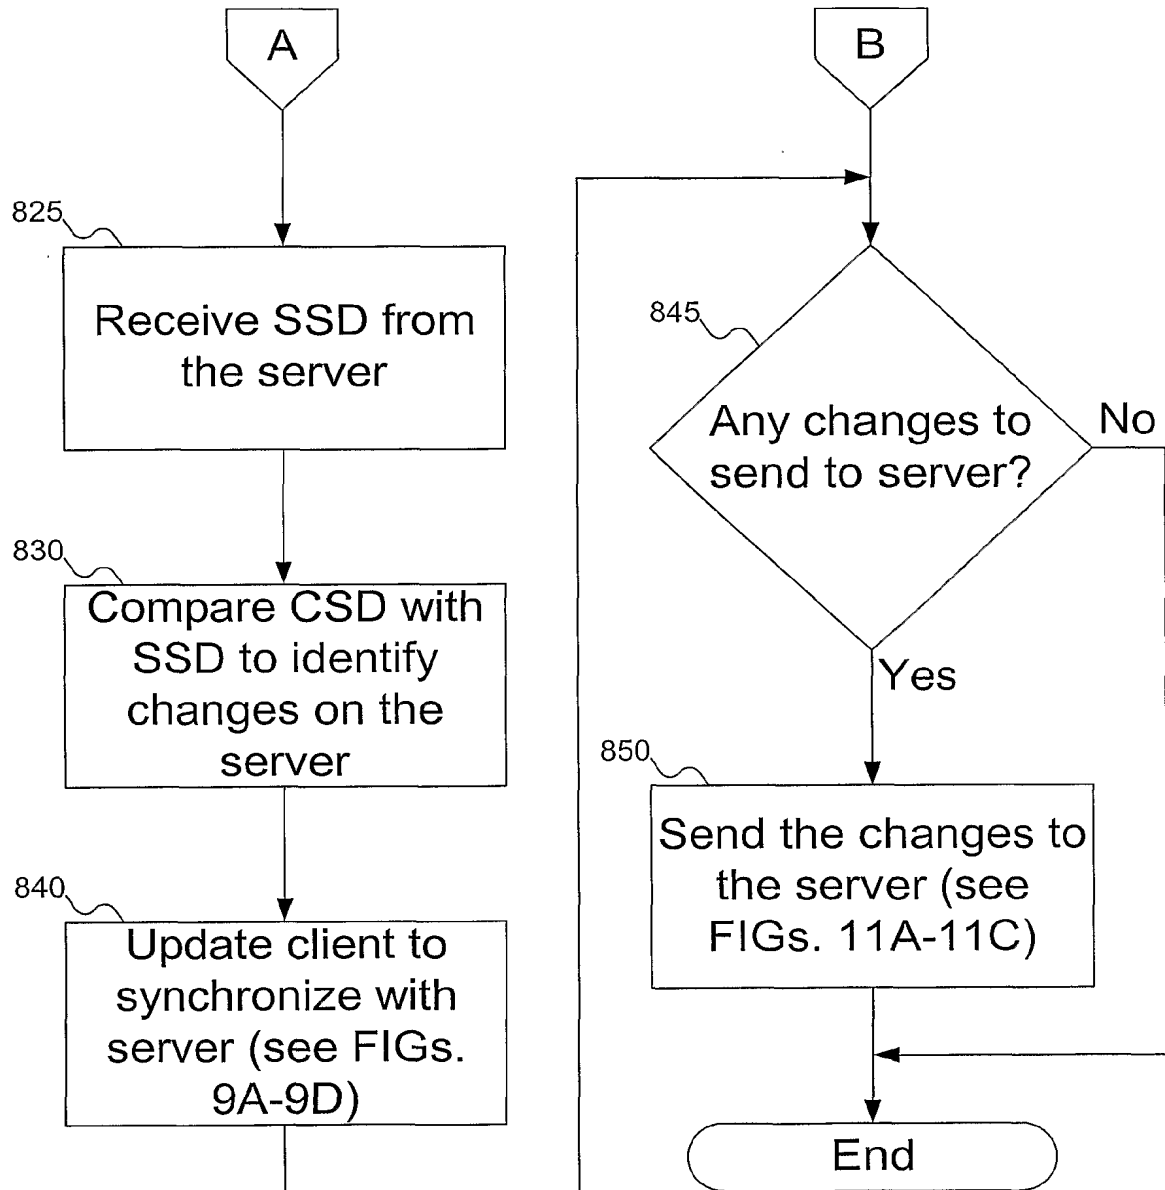 A
825
Receive SSD from
the server
830
Compare CSD with
SSD to identify
changes on the
server
840
Update client to
synchronize with
server (see FIGs.
9A-9D)
B
845
Any changes to
send to server?
No
Yes
850
Send the changes to
the server (see
FIGs. 11A-11C)
End